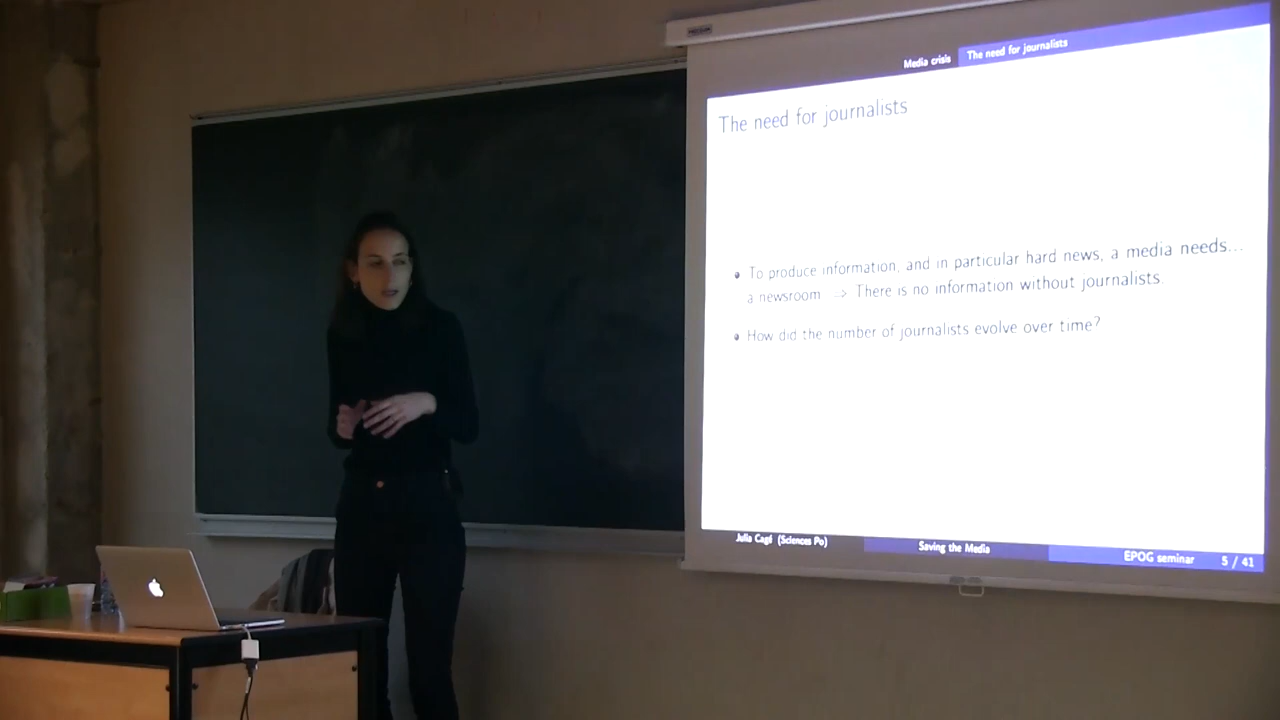 Media crisis The need for journalists
The need for journalists
To produce information, and in particular hard news, a media needs...
a newsroom ⇒ There is no information without journalists.
How did the number of journalists evolve over time?
Julia Cagé (Sciences Po) Saving the Media EPOG seminar 5 / 41